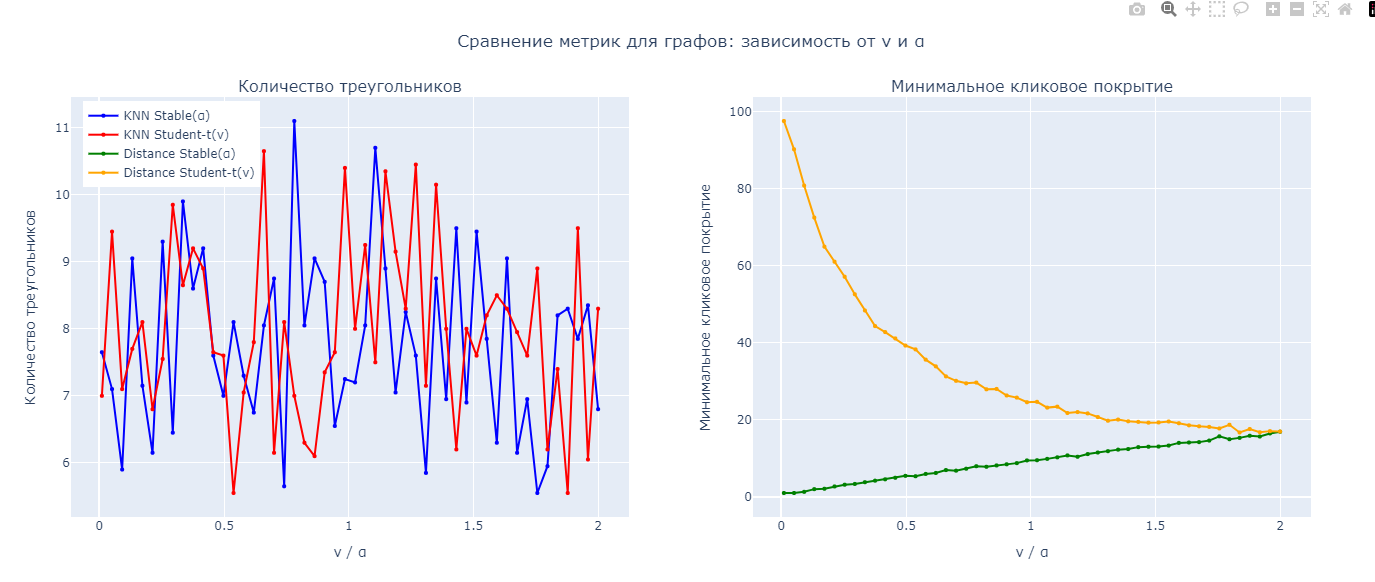 Сравнение метрик для графов: зависимость от ν и α
Количество треугольников
KNN Stable(α)
KNN Student-t(ν)
Distance Stable(α)
Distance Student-t(ν)
Количество треугольников
11
10
9
8
7
6
0
0.5
1
1.5
2
ν / α
Минимальное кликовое покрытие
Минимальное кликовое покрытие
100
80
60
40
20
0
0
0.5
1
1.5
2
ν / α